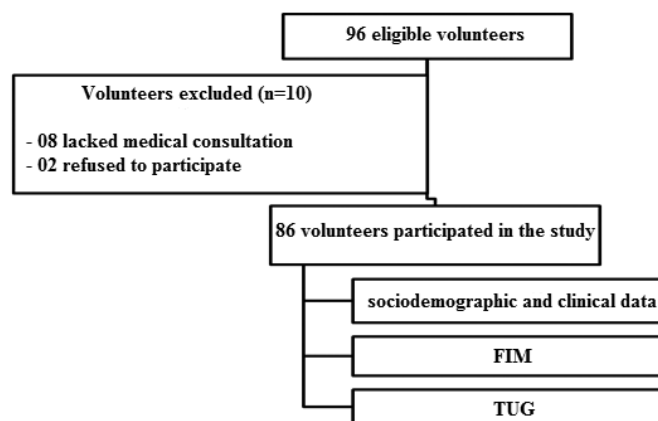 96 eligible volunteers
Volunteers excluded (n=10)
- 08 lacked medical consultation
- 02 refused to participate
86 volunteers participated in the study
sociodemographic and clinical data
FIM
TUG